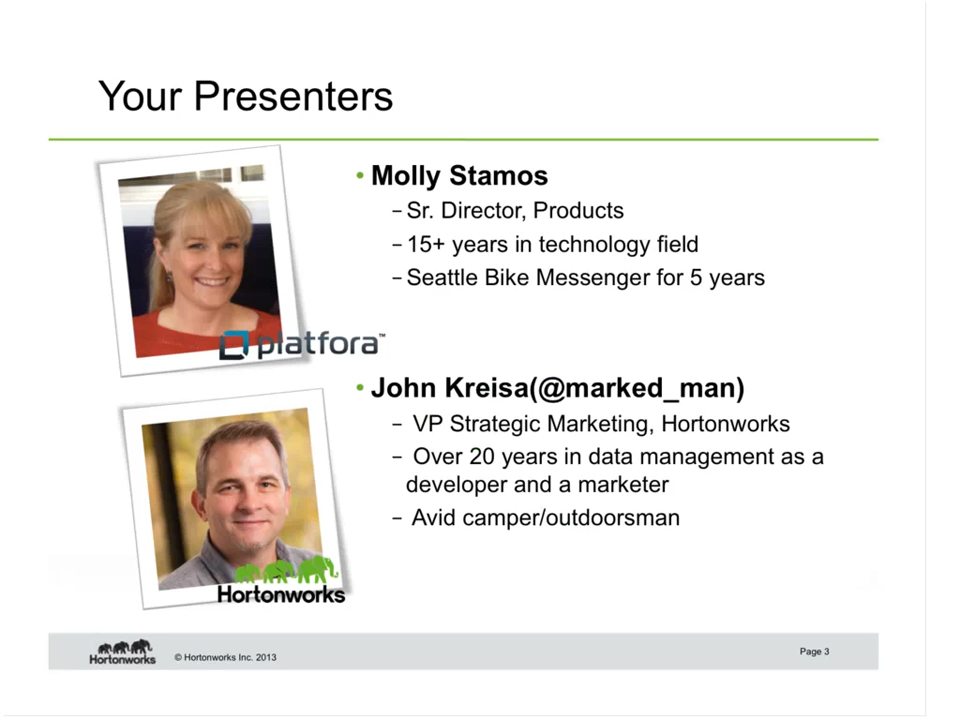 Your Presenters
• Molly Stamos
– Sr. Director, Products
– 15+ years in technology field
– Seattle Bike Messenger for 5 years
platfora™
• John Kreisa(@marked_man)
– VP Strategic Marketing, Hortonworks
– Over 20 years in data management as a
developer and a marketer
– Avid camper/outdoorsman
Hortonworks
Hortonworks
© Hortonworks Inc. 2013
Page 3